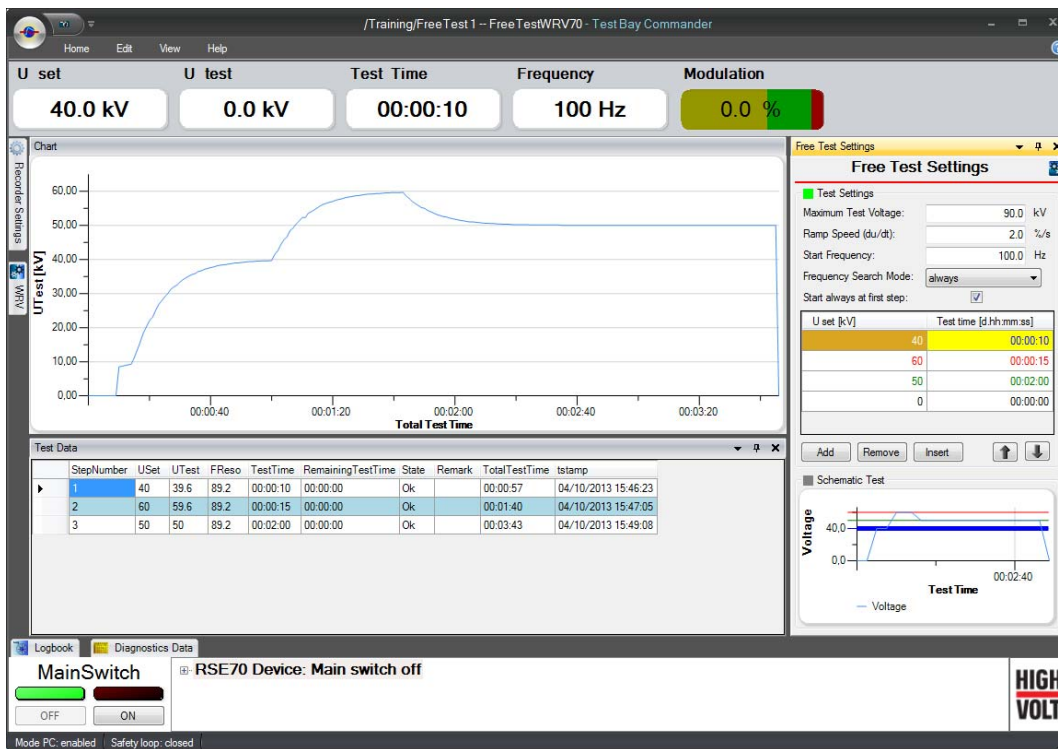 /Training/FreeTest 1 -- FreeTestWRV70 - Test Bay Commander
Home Edit View Help
U set U test Test Time Frequency Modulation
40.0 kV 0.0 kV 00:00:10 100 Hz 0.0 %
Recorder Settings
WRV
Chart
UTest [kV]
60,00
50,00
40,00
30,00
20,00
10,00
0,00
00:00:40 00:01:20 00:02:00 00:02:40 00:03:20
Total Test Time
Free Test Settings
Free Test Settings
Test Settings
Maximum Test Voltage: 90.0 kV
Ramp Speed (du/dt): 2.0 %/s
Start Frequency: 100.0 Hz
Frequency Search Mode: always
Start always at first step:
U set [kV] Test time [d.hh:mm:ss]
40 00:00:10
60 00:00:15
50 00:02:00
0 00:00:00
Add Remove Insert
Schematic Test
Voltage
40,0
0,0
00:02:40
Test Time
Voltage
Test Data
StepNumber USet UTest FReso TestTime RemainingTestTime State Remark TotalTestTime tstamp
1 40 39.6 89.2 00:00:10 00:00:00 Ok 00:00:57 04/10/2013 15:46:23
2 60 59.6 89.2 00:00:15 00:00:00 Ok 00:01:40 04/10/2013 15:47:05
3 50 50 89.2 00:02:00 00:00:00 Ok 00:03:43 04/10/2013 15:49:08
Logbook Diagnostics Data
MainSwitch
OFF ON
RSE70 Device: Main switch off
HIGH
VOLT
Mode PC: enabled Safety loop: closed